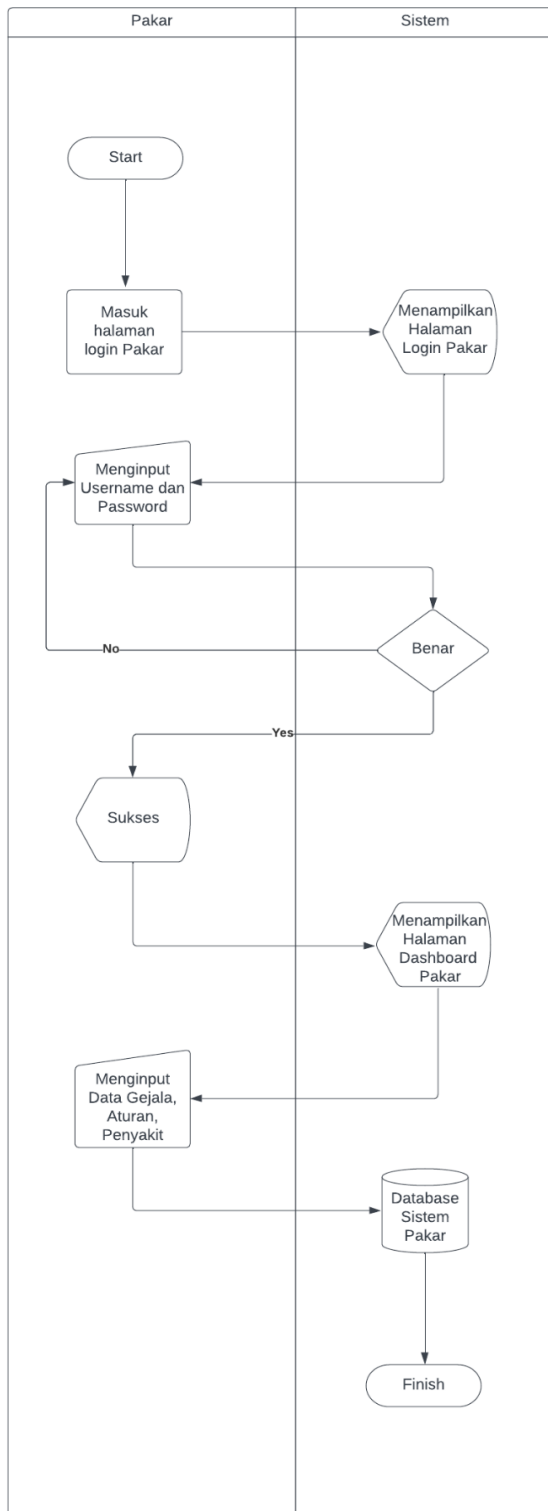 Pakar
Sistem
Start
Masuk
halaman
login Pakar
Menampilkan
Halaman
Login Pakar
Menginput
Username dan
Password
Benar
No
Yes
Sukses
Menampilkan
Halaman
Dashboard
Pakar
Menginput
Data Gejala,
Aturan,
Penyakit
Database
Sistem
Pakar
Finish